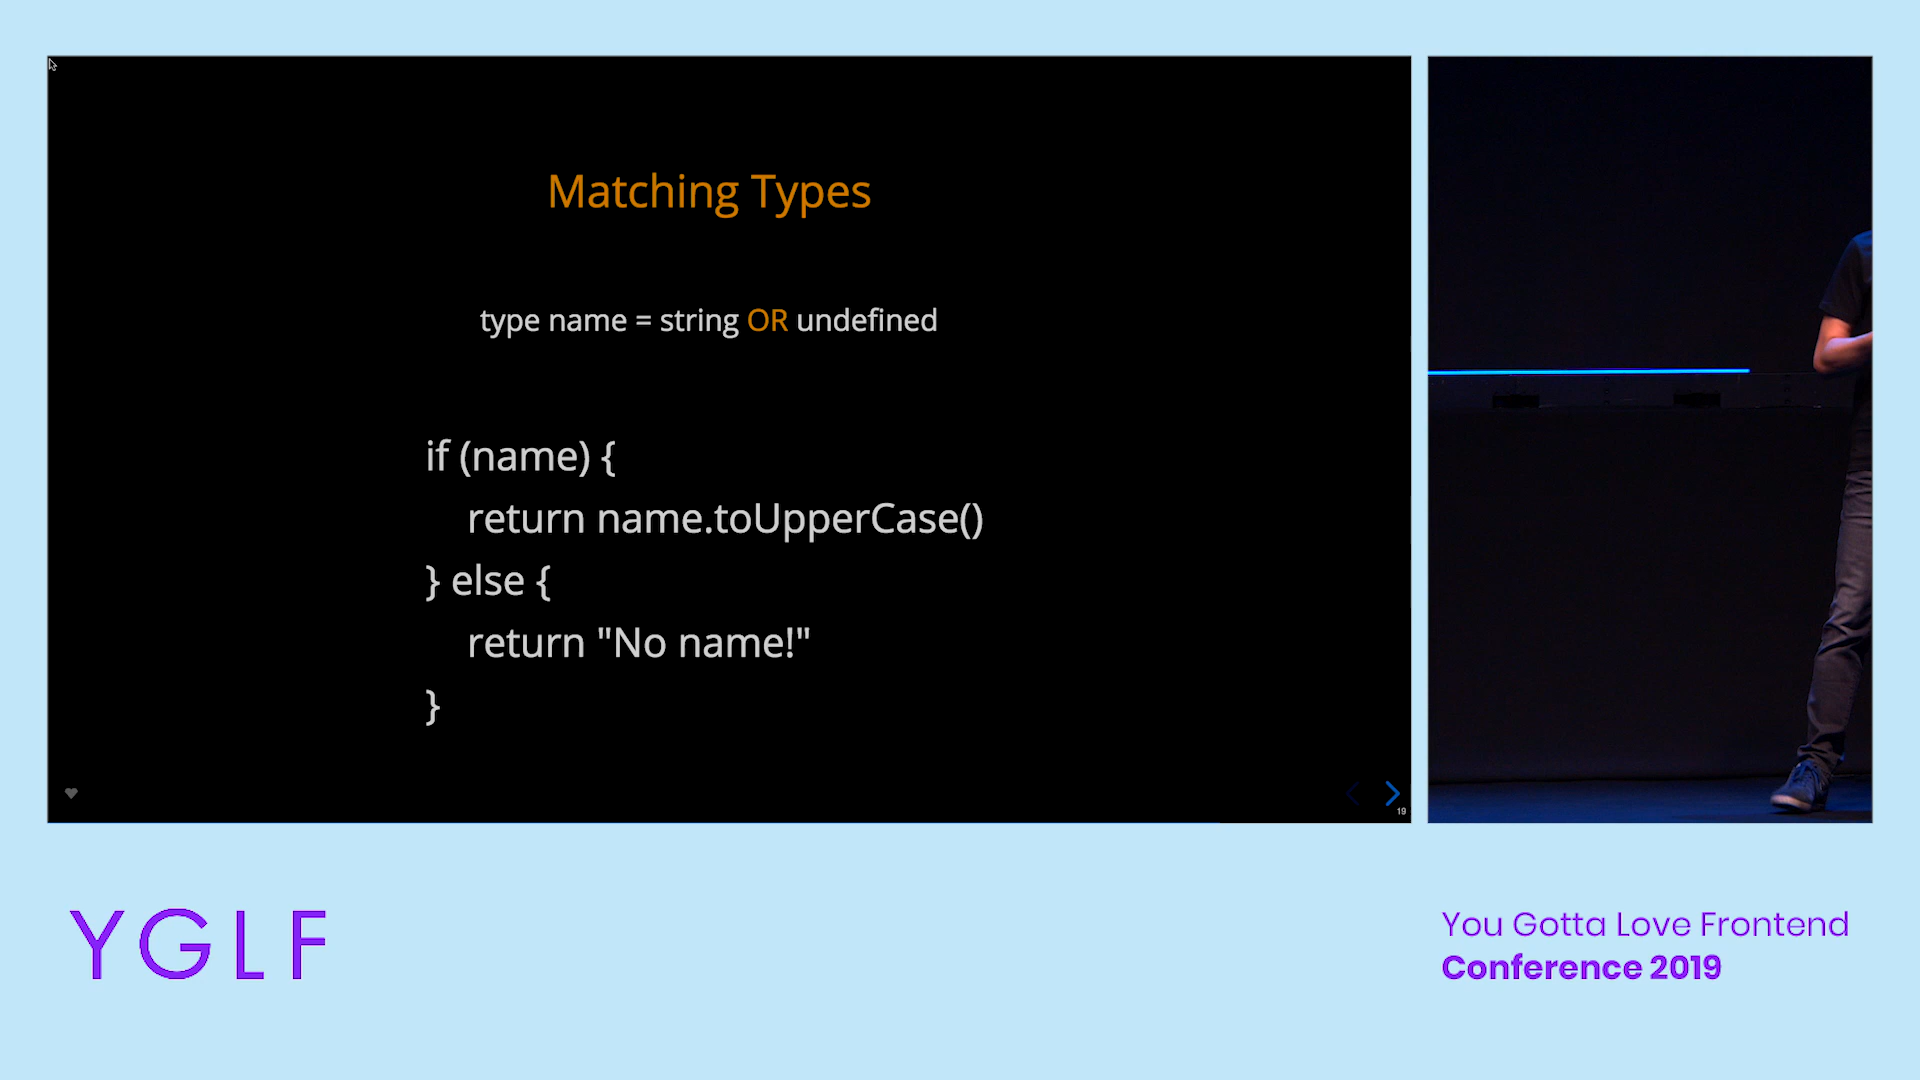 Matching Types
type name = string OR undefined
if (name) {
return name.toUpperCase()
} else {
return "No name!"
}
19
YGLF
You Gotta Love Frontend
Conference 2019